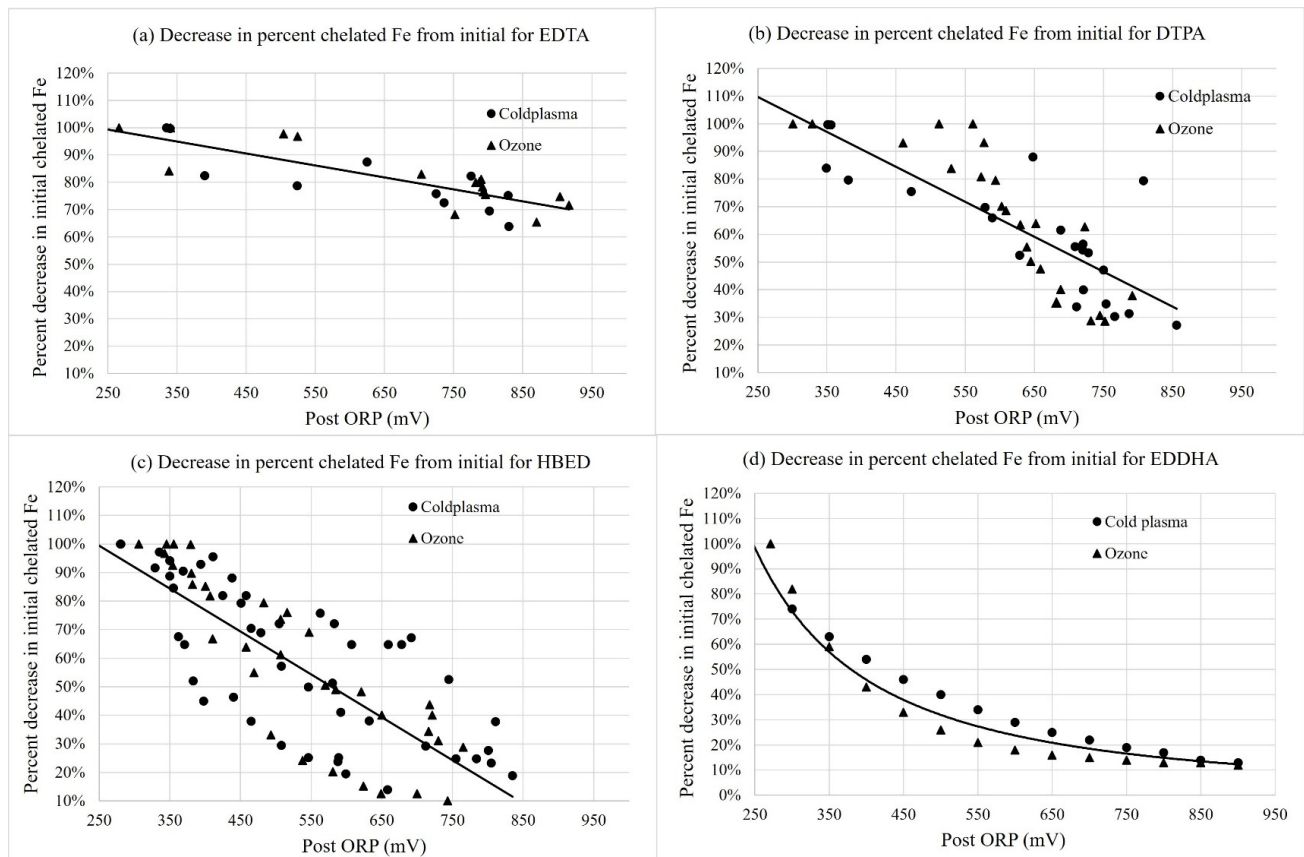 (a) Decrease in percent chelated Fe from initial for EDTA
Percent decrease in initial chelated Fe
120%
110%
100%
90%
80%
70%
60%
50%
40%
30%
20%
10%
Coldplasma
Ozone
250 350 450 550 650 750 850 950
Post ORP (mV)
(b) Decrease in percent chelated Fe from initial for DTPA
Percent decrease in initial chelated Fe
120%
110%
100%
90%
80%
70%
60%
50%
40%
30%
20%
10%
Coldplasma
Ozone
250 350 450 550 650 750 850 950
Post ORP (mV)
(c) Decrease in percent chelated Fe from initial for HBED
Percent decrease in initial chelated Fe
120%
110%
100%
90%
80%
70%
60%
50%
40%
30%
20%
10%
Coldplasma
Ozone
250 350 450 550 650 750 850 950
Post ORP (mV)
(d) Decrease in percent chelated Fe from initial for EDDHA
Percent decrease in initial chelated Fe
120%
110%
100%
90%
80%
70%
60%
50%
40%
30%
20%
10%
0%
Cold plasma
Ozone
250 350 450 550 650 750 850 950
Post ORP (mV)